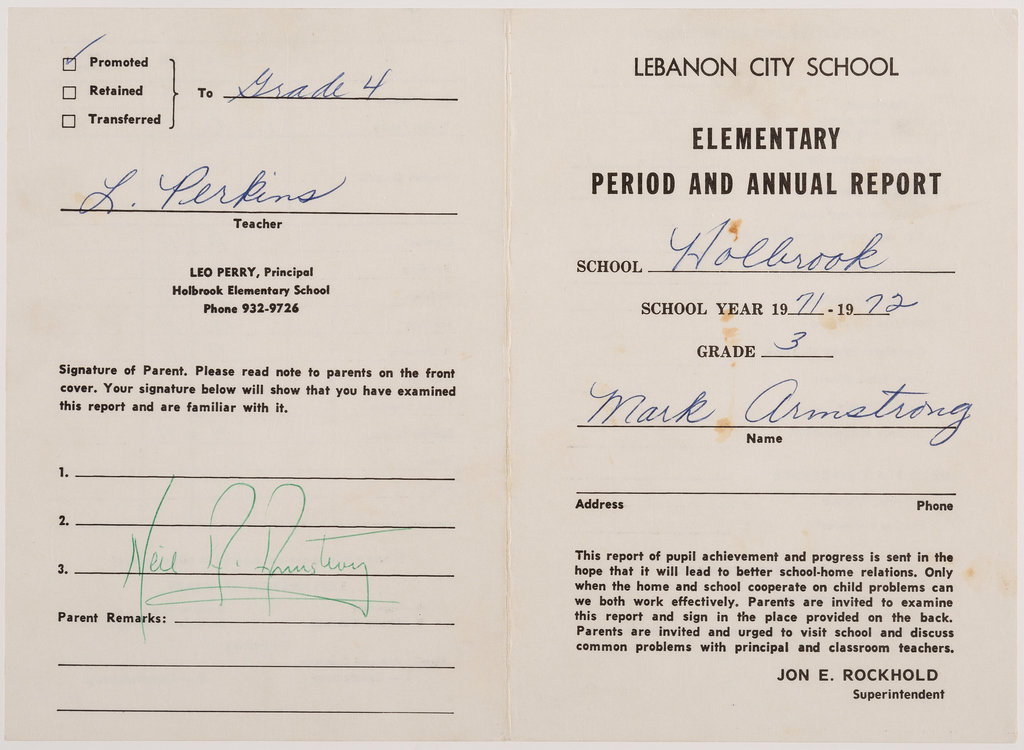 Promoted
Retained
Transferred
To Grade 4
L. Perkins
Teacher
LEO PERRY, Principal
Holbrook Elementary School
Phone 932-9726
Signature of Parent. Please read note to parents on the front
cover. Your signature below will show that you have examined
this report and are familiar with it.
1.
2.
3.
Neil A. Armstrong
Parent Remarks:
LEBANON CITY SCHOOL
ELEMENTARY
PERIOD AND ANNUAL REPORT
SCHOOL Holbrook
SCHOOL YEAR 1971-1972
GRADE 3
Mark Armstrong
Name
Address Phone
This report of pupil achievement and progress is sent in the
hope that it will lead to better school-home relations. Only
when the home and school cooperate on child problems can
we both work effectively. Parents are invited to examine
this report and sign in the place provided on the back.
Parents are invited and urged to visit school and discuss
common problems with principal and classroom teachers.
JON E. ROCKHOLD
Superintendent